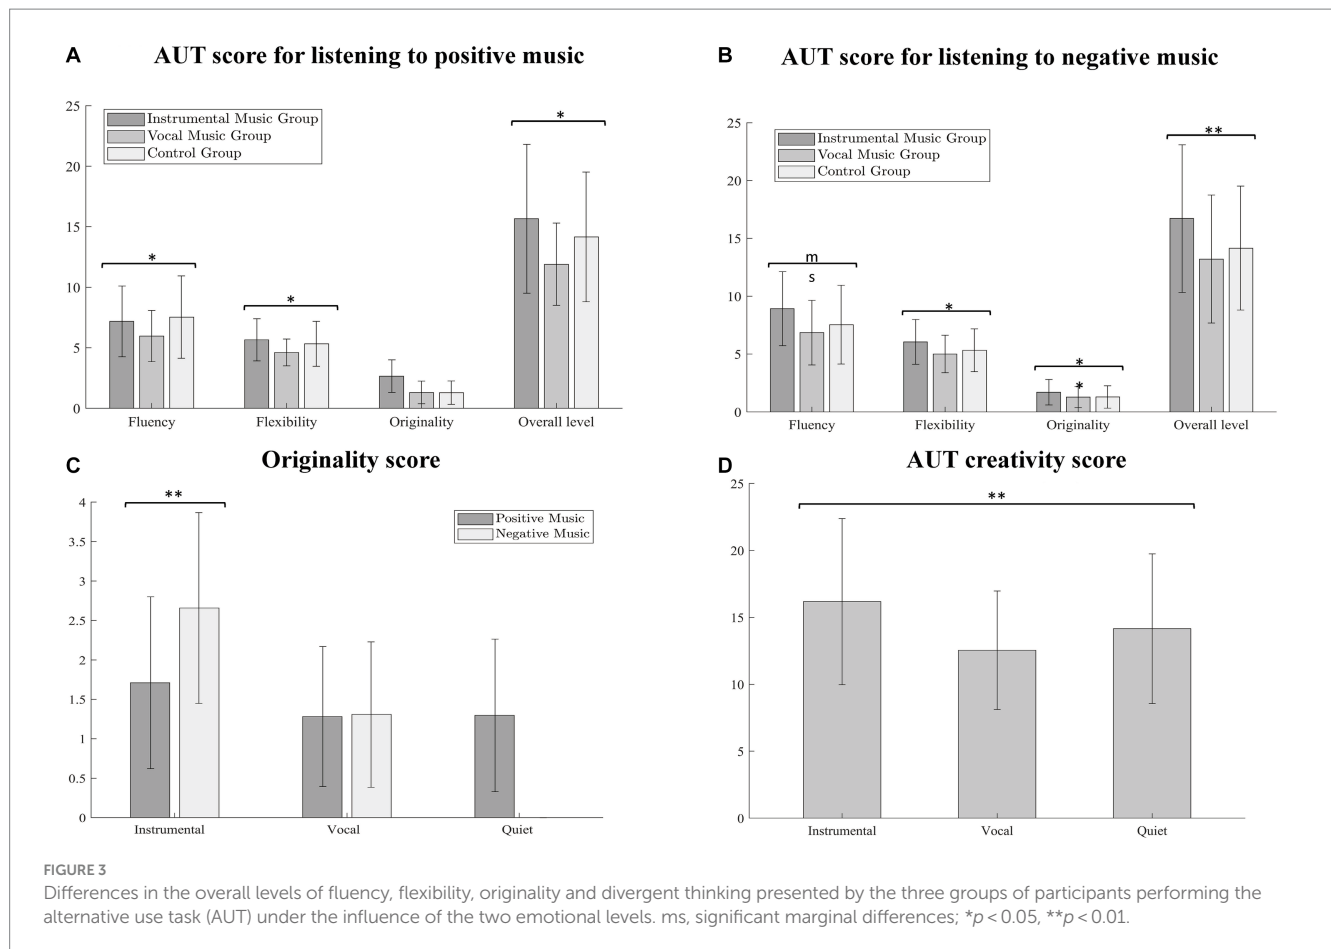 A
AUT score for listening to positive music
25
20
15
10
5
0
Instrumental Music Group
Vocal Music Group
Control Group
*
*
*
Fluency
Flexibility
Originality
Overall level
B
AUT score for listening to negative music
25
20
15
10
5
0
Instrumental Music Group
Vocal Music Group
Control Group
m
s
*
*
*
**
Fluency
Flexibility
Originality
Overall level
C
Originality score
4
3.5
3
2.5
2
1.5
1
0.5
0
**
Positive Music
Negative Music
Instrumental
Vocal
Quiet
D
AUT creativity score
25
20
15
10
5
0
**
Instrumental
Vocal
Quiet
FIGURE 3
Differences in the overall levels of fluency, flexibility, originality and divergent thinking presented by the three groups of participants performing the
alternative use task (AUT) under the influence of the two emotional levels. ms, significant marginal differences; *p < 0.05, **p < 0.01.